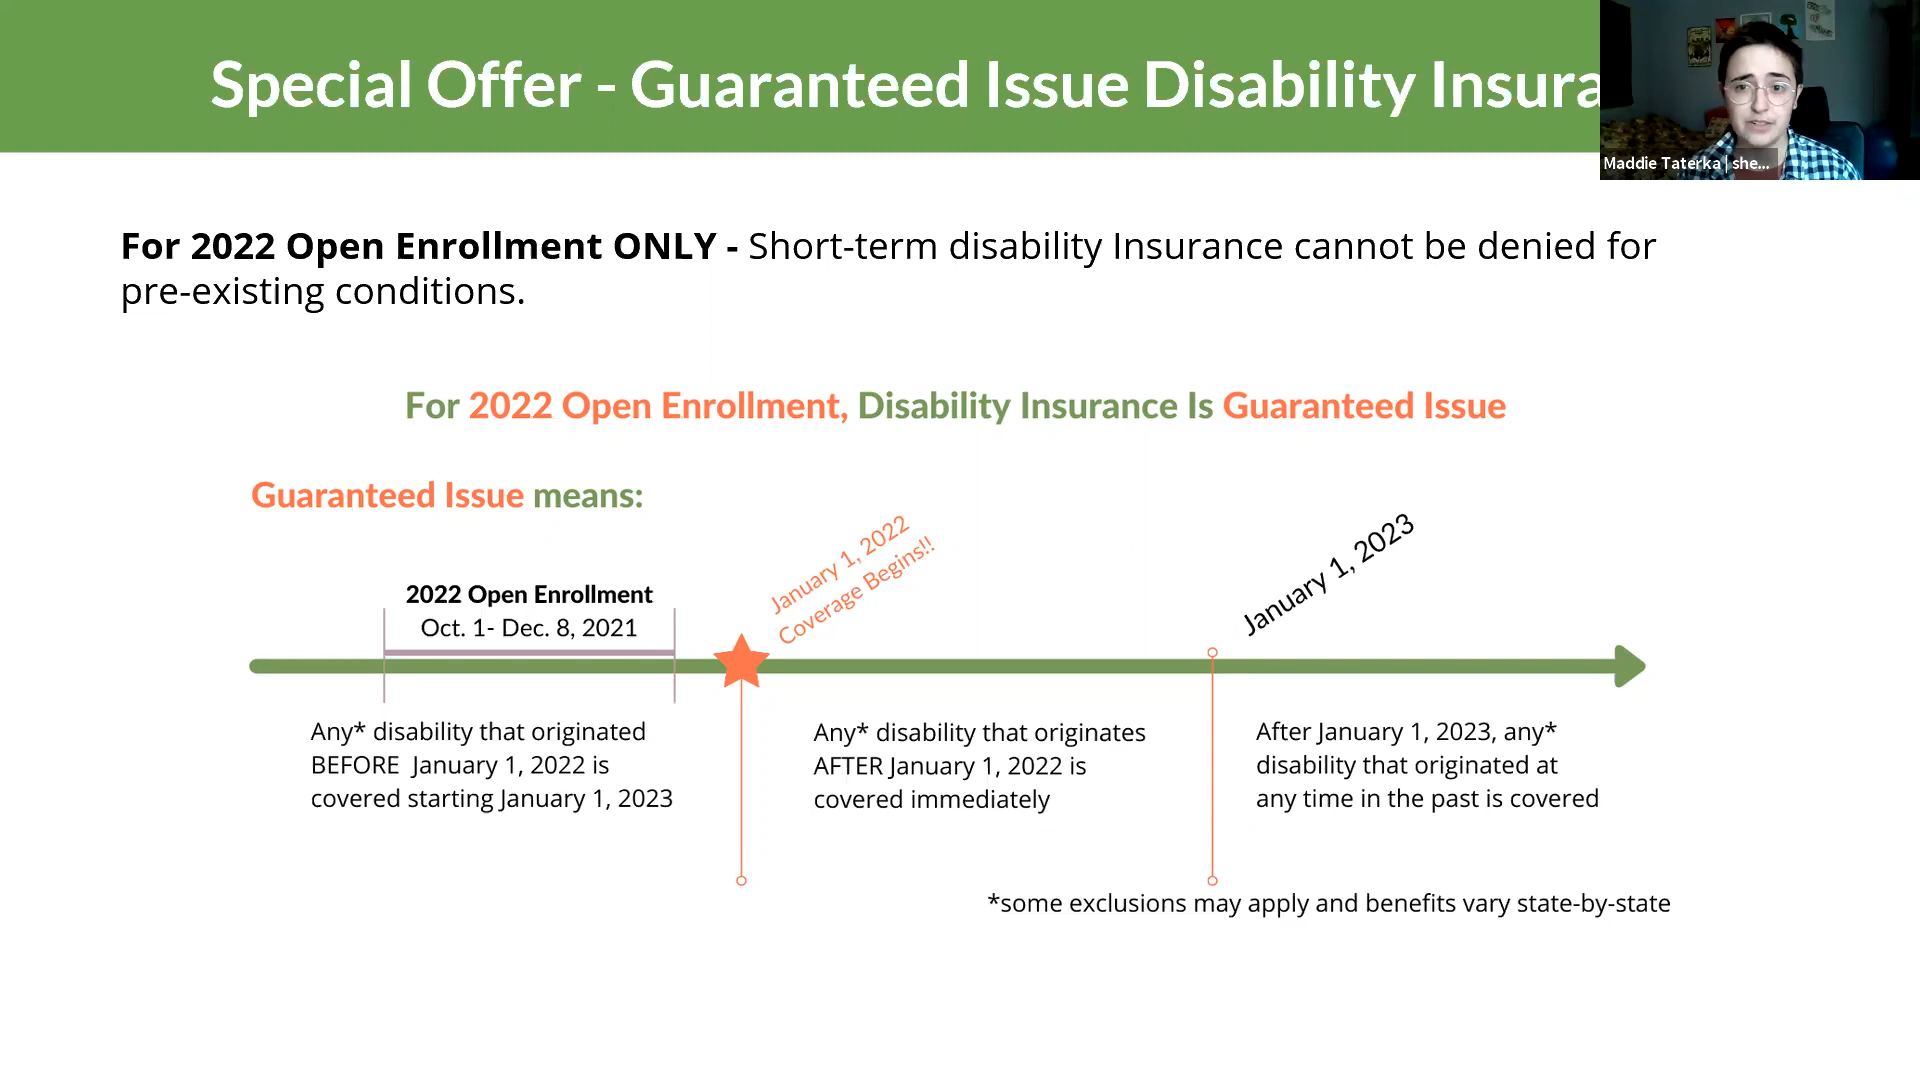 Special Offer - Guaranteed Issue Disability Insura
Maddie Taterka | she...
For 2022 Open Enrollment ONLY - Short-term disability Insurance cannot be denied for
pre-existing conditions.
For 2022 Open Enrollment, Disability Insurance Is Guaranteed Issue
Guaranteed Issue means:
2022 Open Enrollment
Oct. 1- Dec. 8, 2021
January 1, 2022
Coverage Begins!!
January 1, 2023
Any* disability that originated
BEFORE January 1, 2022 is
covered starting January 1, 2023
Any* disability that originates
AFTER January 1, 2022 is
covered immediately
After January 1, 2023, any*
disability that originated at
any time in the past is covered
*some exclusions may apply and benefits vary state-by-state